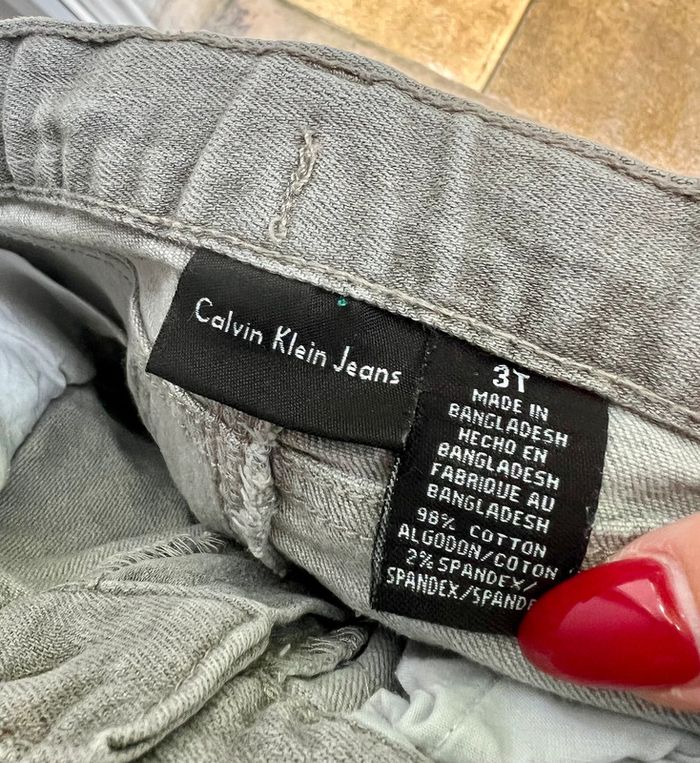 Calvin Klein Jeans
3T
MADE IN
BANGLADESH
HECHO EN
BANGLADESH
FABRIQUE AU
BANGLADESH
98% COTTON
ALGODON/COTON
2% SPANDEX/
SPANDEX/